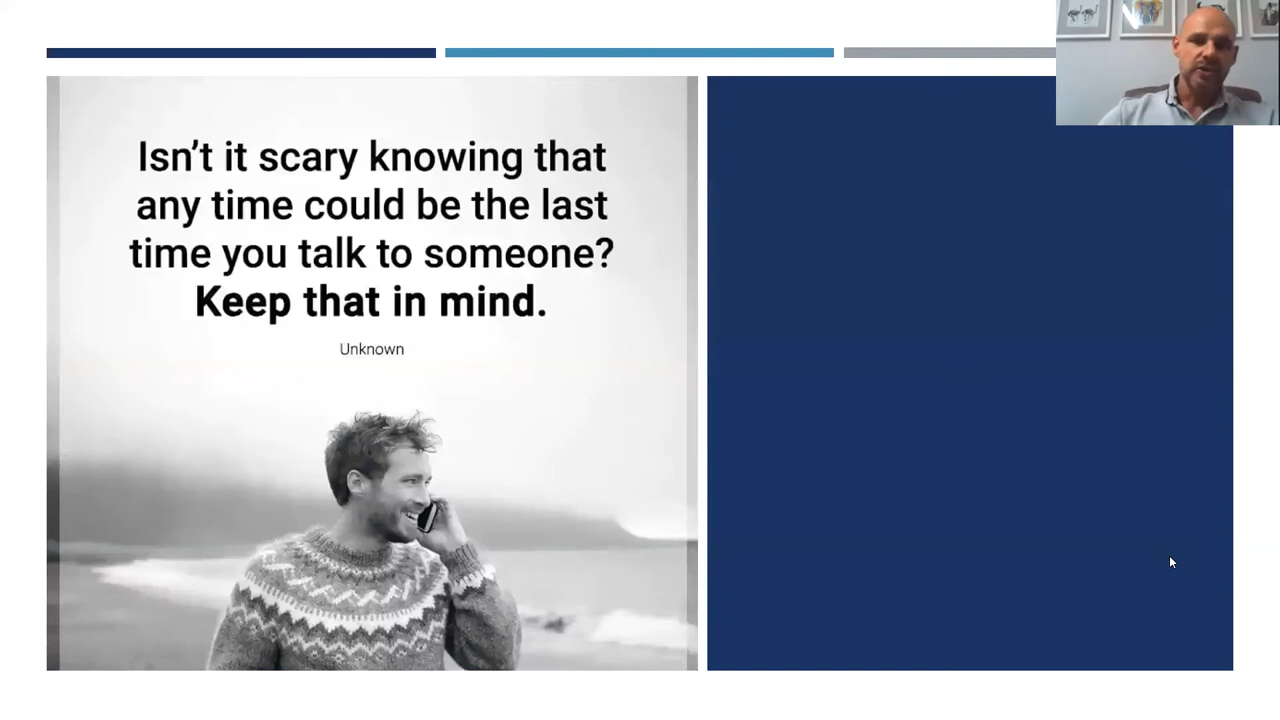 Isn't it scary knowing that
any time could be the last
time you talk to someone?
Keep that in mind.
Unknown